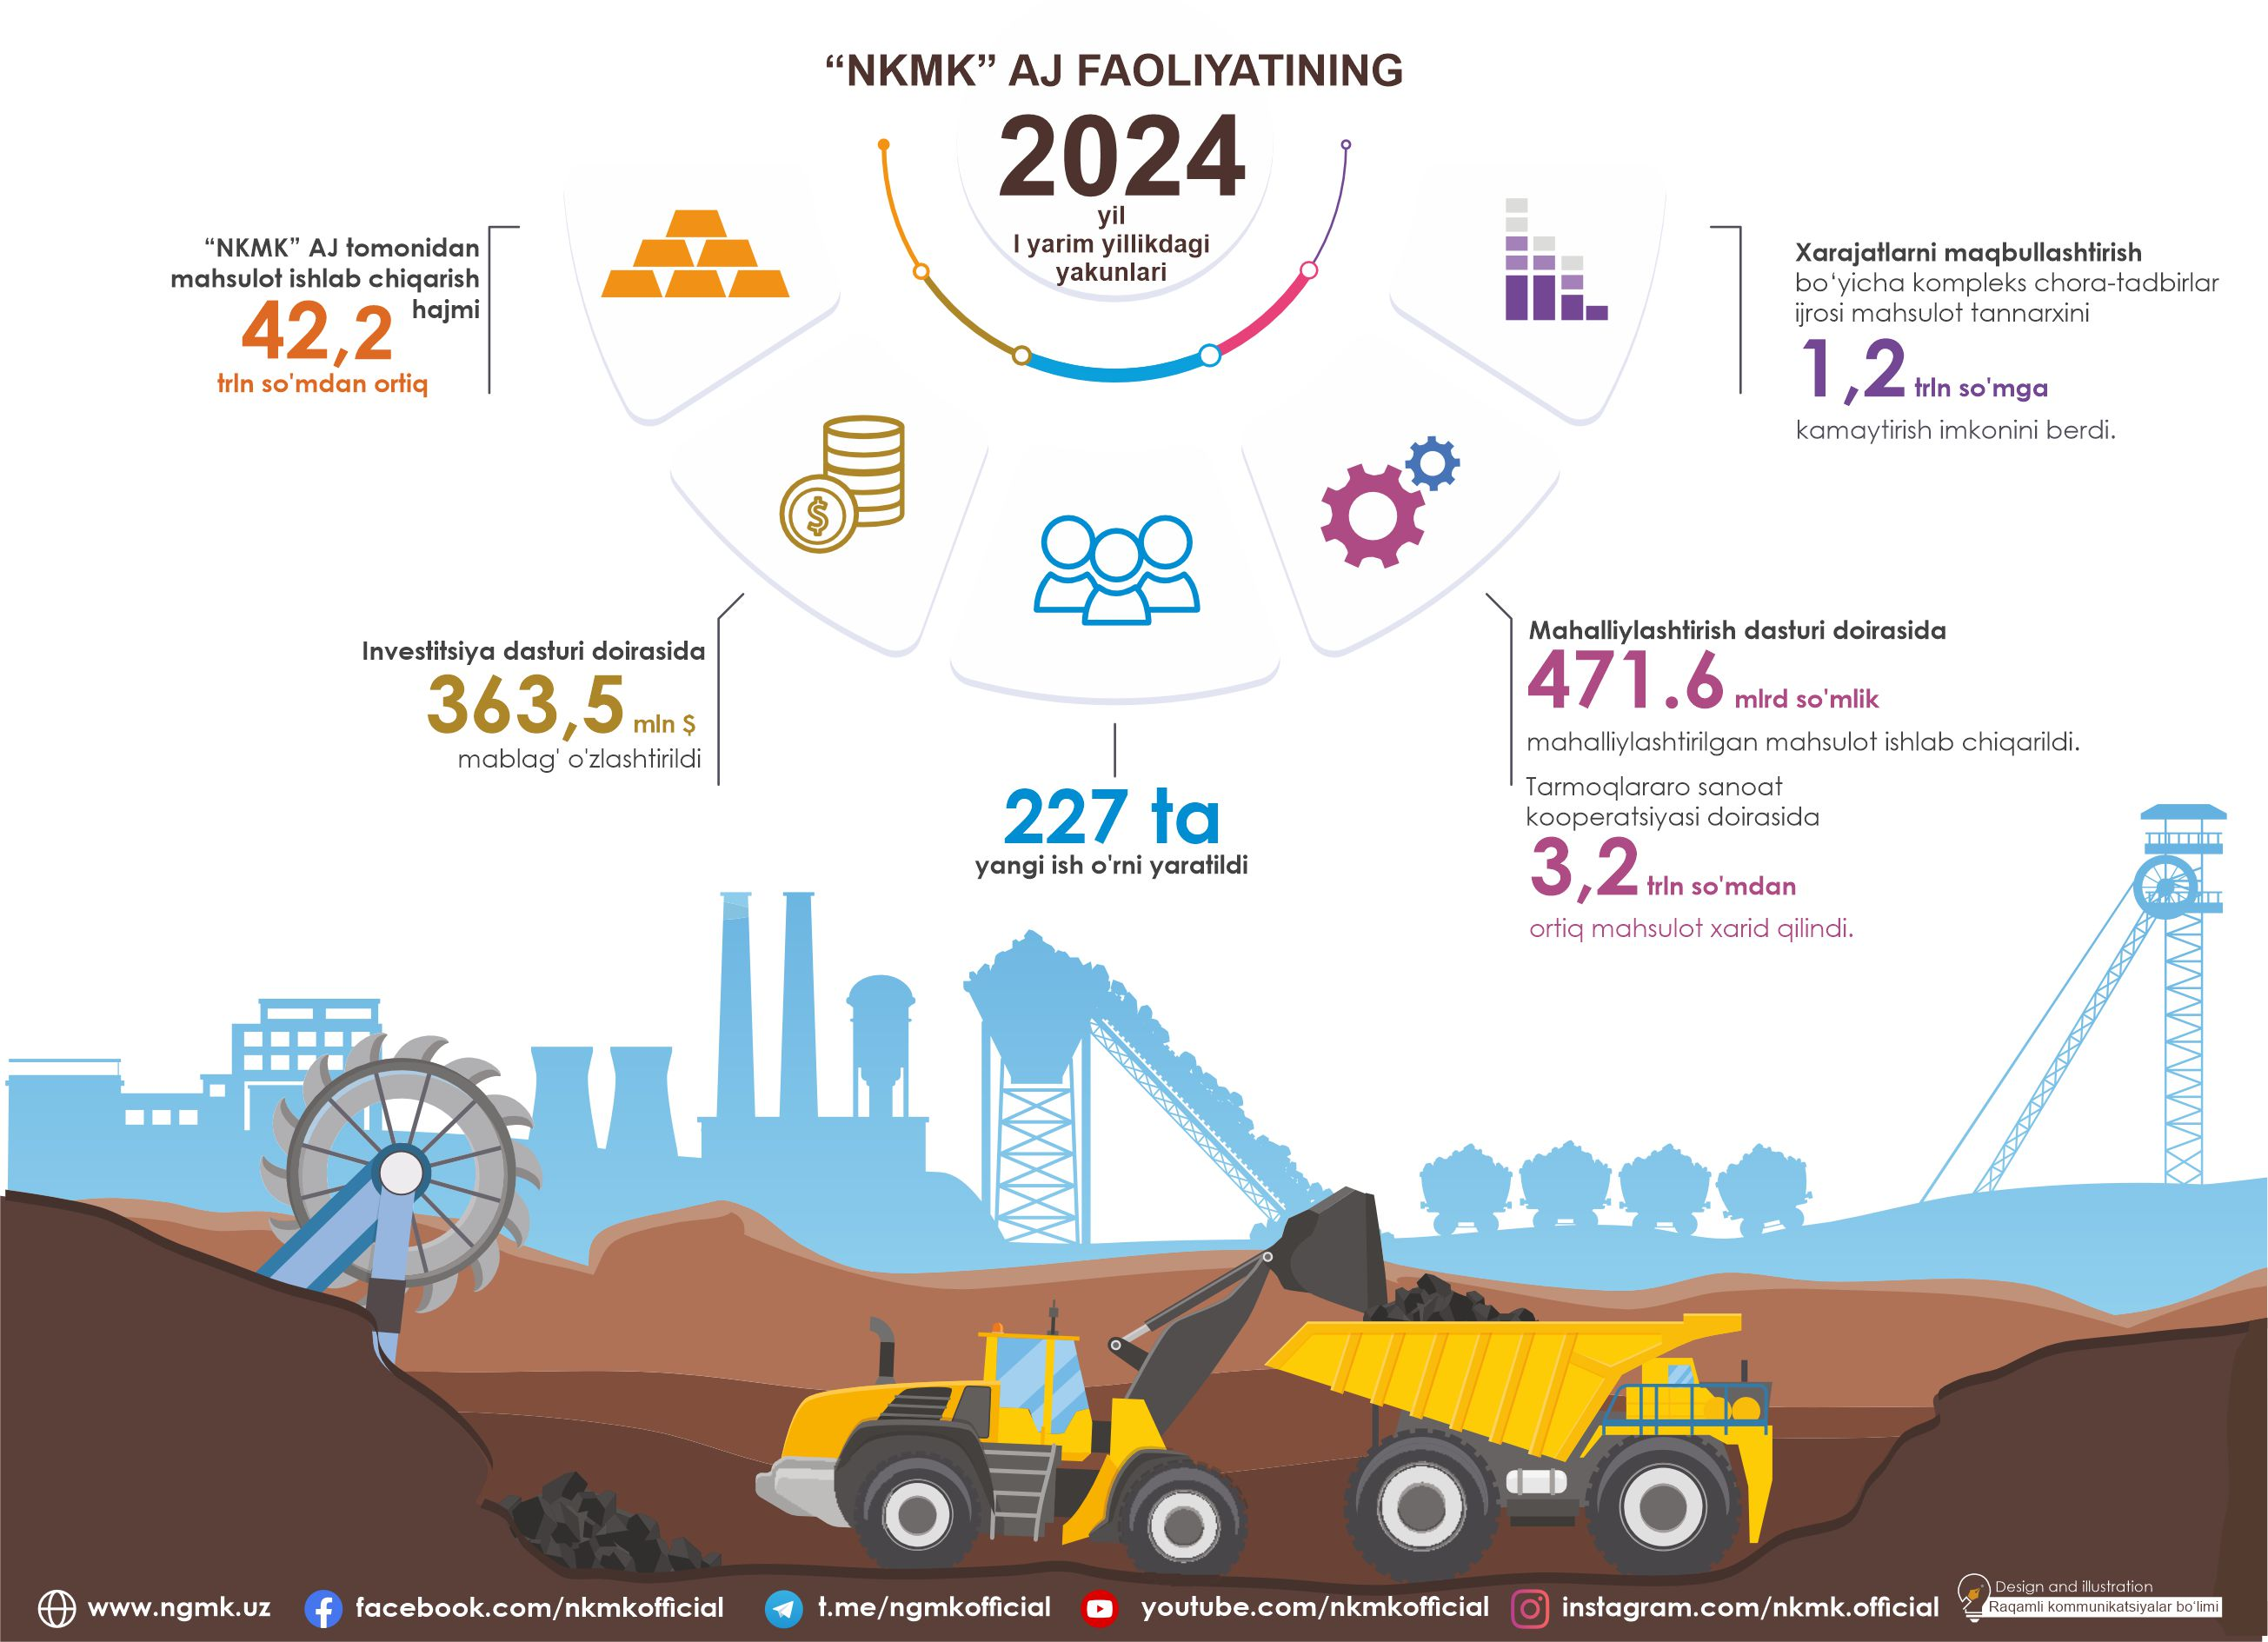 “NKMK” AJ FAOLIYATINING
2024
yil
I yarim yillikdagi
yakunlari
“NKMK” AJ tomonidan
mahsulot ishlab chiqarish
hajmi
42,2
trln so'mdan ortiq
Xarajatlarni maqbullashtirish
bo‘yicha kompleks chora-tadbirlar
ijrosi mahsulot tannarxini
1,2 trln so'mga
kamaytirish imkonini berdi.
Investitsiya dasturi doirasida
363,5 mln $
mablag' o'zlashtirildi
$
227 ta
yangi ish o'rni yaratildi
Mahalliylashtirish dasturi doirasida
471.6 mlrd so'mlik
mahalliylashtirilgan mahsulot ishlab chiqarildi.
Tarmoqlararo sanoat
kooperatsiyasi doirasida
3,2 trln so'mdan
ortiq mahsulot xarid qilindi.
www.ngmk.uz
facebook.com/nkmkofficial
t.me/ngmkofficial
youtube.com/nkmkofficial
instagram.com/nkmk.official
Design and illustration
Raqamli kommunikatsiyalar bo‘limi